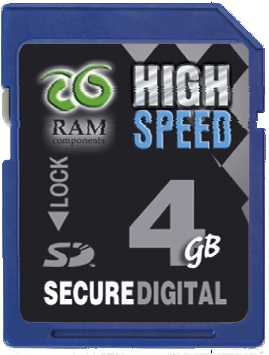 HIGH
SPEED
RAM
components
LOCK
4
GB
SD
SECURE DIGITAL